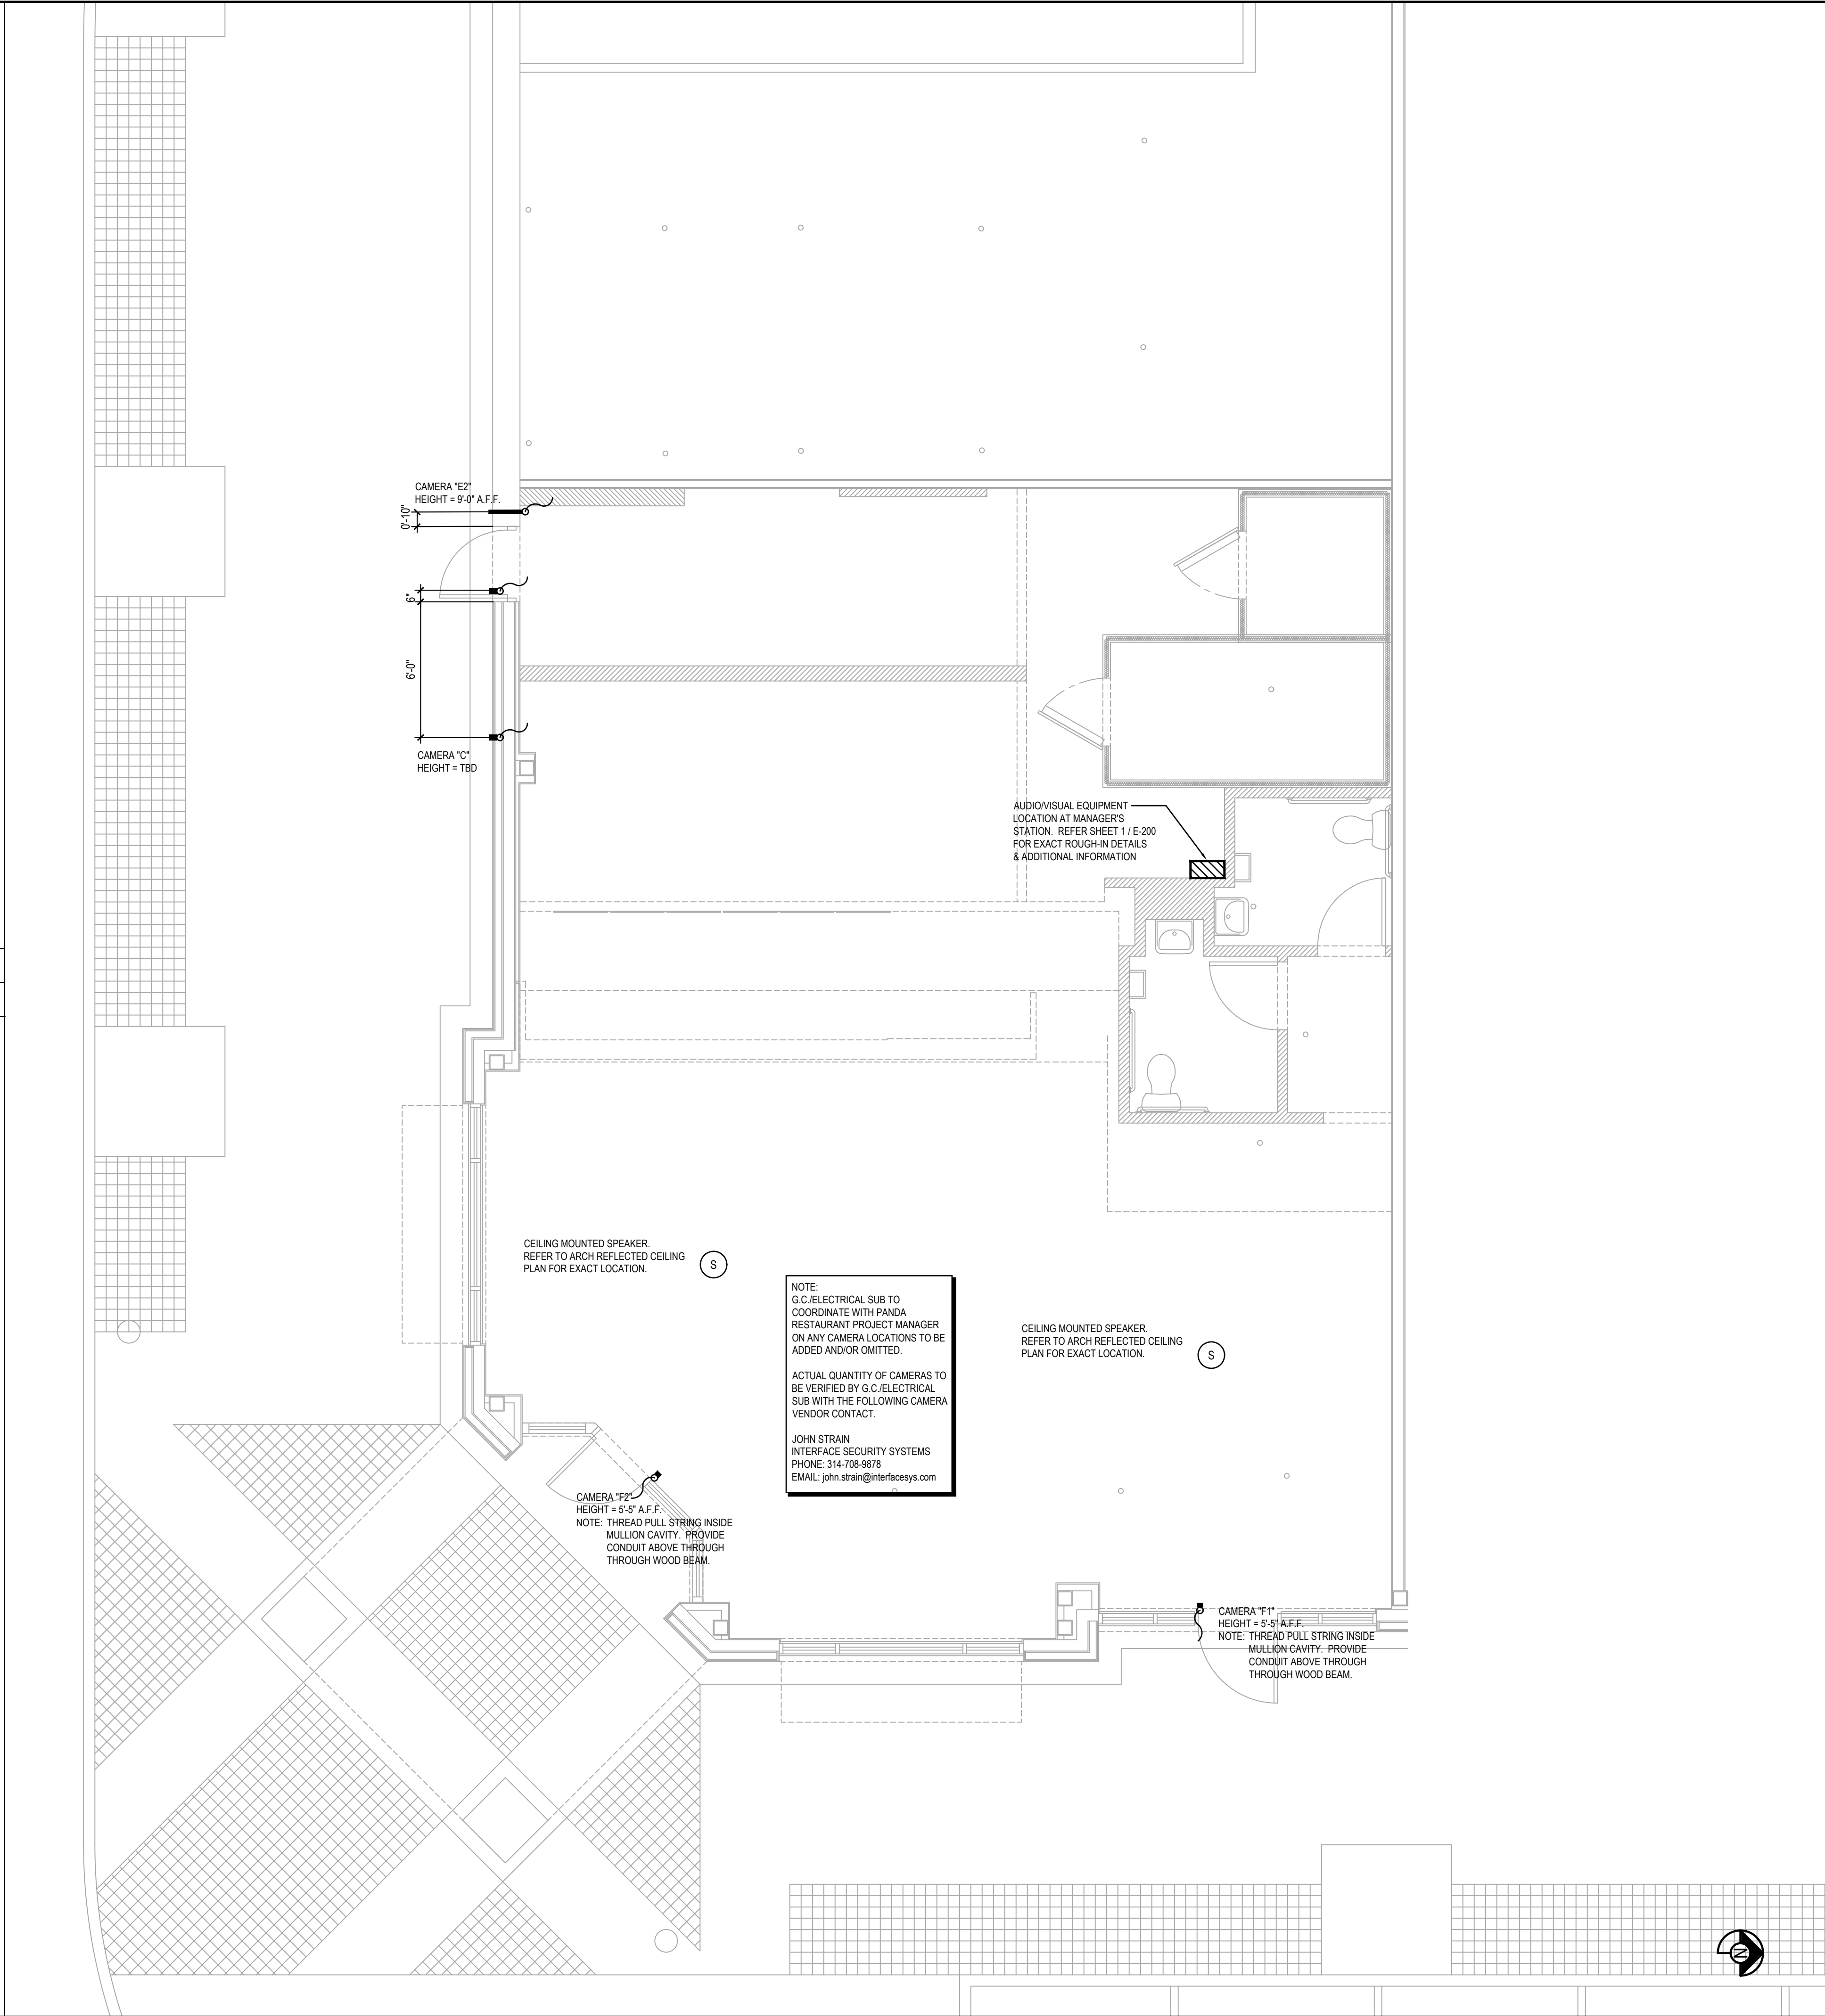 CAMERA "E2"
HEIGHT = 9'-0" A.F.F.
0'-10"
6"
6'-0"
CAMERA "C"
HEIGHT = TBD
AUDIO/VISUAL EQUIPMENT
LOCATION AT MANAGER'S
STATION. REFER SHEET 1 / E-200
FOR EXACT ROUGH-IN DETAILS
& ADDITIONAL INFORMATION
CEILING MOUNTED SPEAKER.
REFER TO ARCH REFLECTED CEILING
PLAN FOR EXACT LOCATION.
S
NOTE:
G.C./ELECTRICAL SUB TO
COORDINATE WITH PANDA
RESTAURANT PROJECT MANAGER
ON ANY CAMERA LOCATIONS TO BE
ADDED AND/OR OMITTED.
ACTUAL QUANTITY OF CAMERAS TO
BE VERIFIED BY G.C./ELECTRICAL
SUB WITH THE FOLLOWING CAMERA
VENDOR CONTACT.
JOHN STRAIN
INTERFACE SECURITY SYSTEMS
PHONE: 314-708-9878
EMAIL: john.strain@interfacesys.com
CEILING MOUNTED SPEAKER.
REFER TO ARCH REFLECTED CEILING
PLAN FOR EXACT LOCATION.
S
CAMERA "F2"
HEIGHT = 5'-5" A.F.F.
NOTE: THREAD PULL STRING INSIDE
MULLION CAVITY. PROVIDE
CONDUIT ABOVE THROUGH
THROUGH WOOD BEAM.
CAMERA "F1"
HEIGHT = 5'-5" A.F.F.
NOTE: THREAD PULL STRING INSIDE
MULLION CAVITY. PROVIDE
CONDUIT ABOVE THROUGH
THROUGH WOOD BEAM.
N